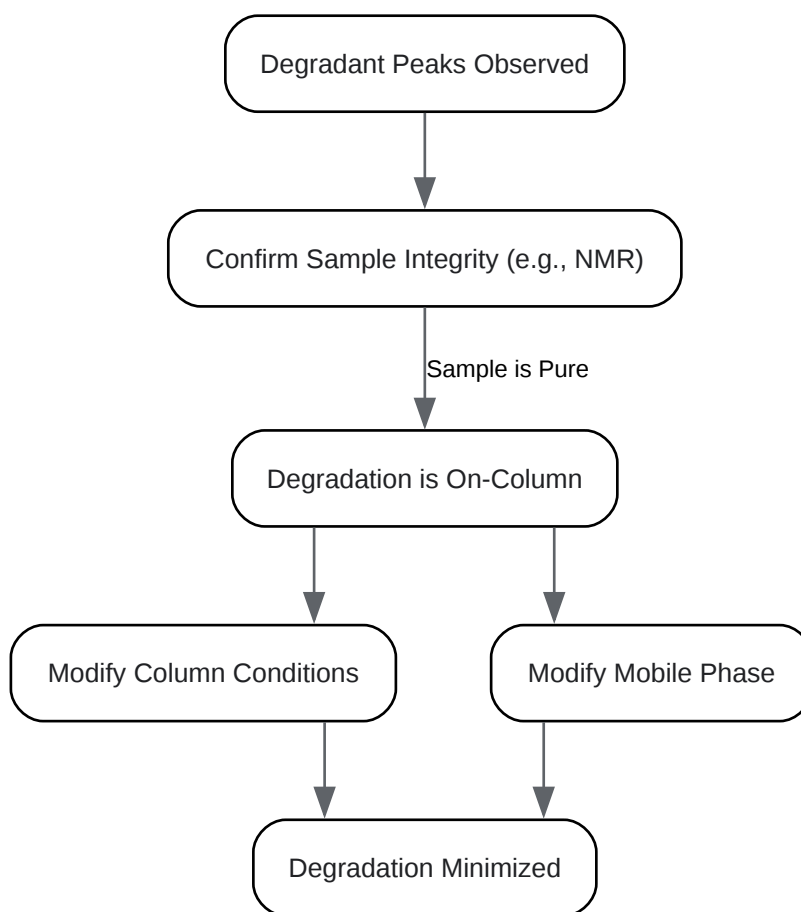 Degradant Peaks Observed
Confirm Sample Integrity (e.g., NMR)
Sample is Pure
Degradation is On-Column
Modify Column Conditions
Modify Mobile Phase
Degradation Minimized